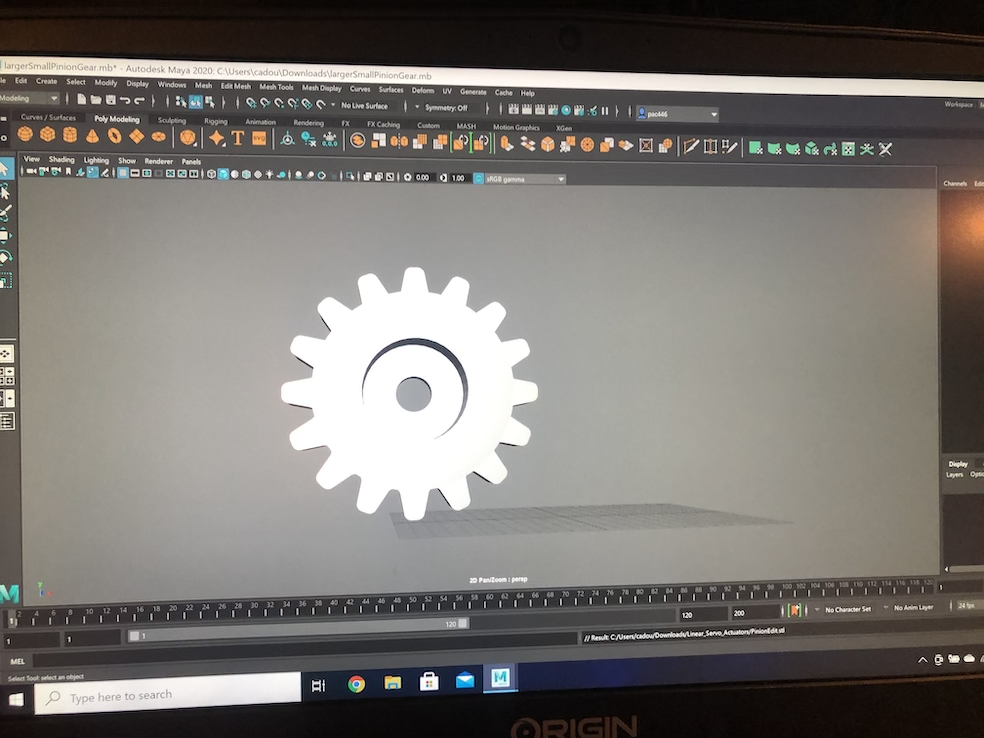 largerSmallPinionGear.mb* - Autodesk Maya 2020: C:\Users\cadou\Downloads\largerSmallPinionGear.mb
Edit Create Select Modify Display Windows Mesh Edit Mesh Mesh Tools Mesh Display Curves Surfaces Deform UV Generate Cache Help
Modeling No Live Surface Symmetry: Off pac446 Workspace
Curves / Surfaces Poly Modeling Sculpting Rigging Animation Rendering FX FX Caching Custom MASH Motion Graphics XGen
View Shading Lighting Show Renderer Panels
0.00 1.00 sRGB gamma
Channels
Display
Layers
2D Pan/Zoom : persp
2 4 6 8 10 12 14 16 18 20 22 24 26 28 30 32 34 36 38 40 42 44 46 48 50 52 54 56 58 60 62 64 66 68 70 72 74 76 78 80 82 84 86 88 90 92 94 96 98 100 102 104 106 108 110 112 114 116 118 120
1 1 1 120 120 200 No Character Set No Anim Layer 24 fps
MEL // Result: C:/Users/cadou/Downloads/Linear_Servo_Actuators/PinionEdit.stl
Select Tool: select an object
Type here to search
ORIGIN